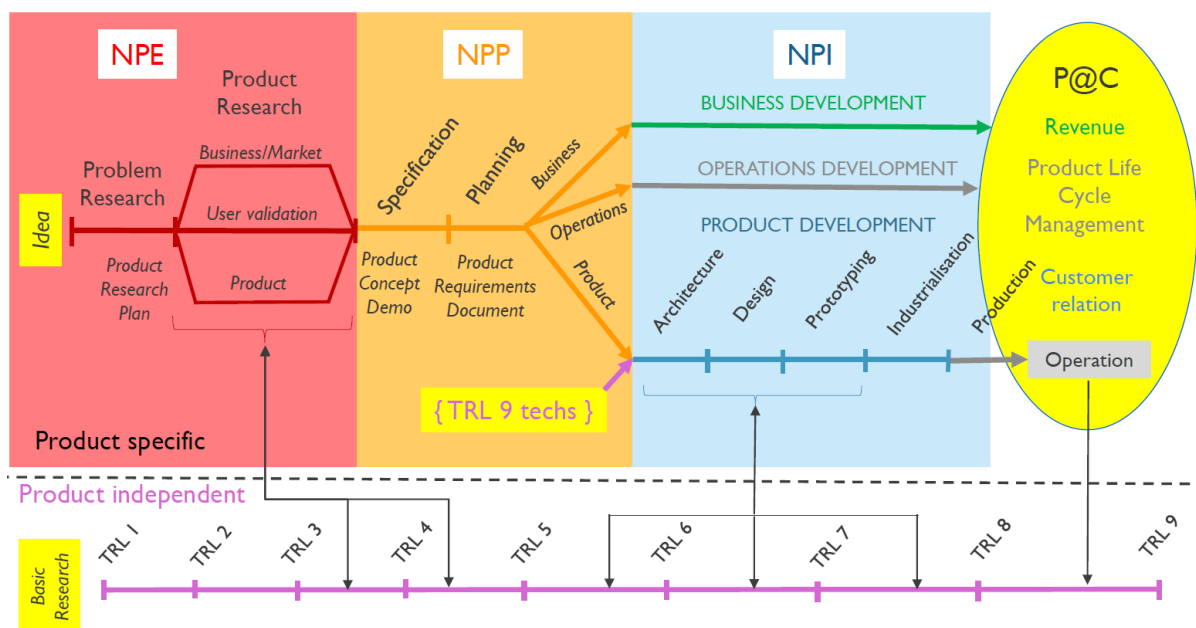 NPE
NPP
NPI
P@C
Product
Research
Problem
Research
Business/Market
User validation
Product
Idea
Product
Research
Plan
Specification
Planning
Product
Concept
Demo
Product
Requirements
Document
Business
Operations
Product
{ TRL 9 techs }
BUSINESS DEVELOPMENT
OPERATIONS DEVELOPMENT
PRODUCT DEVELOPMENT
Architecture
Design
Prototyping
Industrialisation
Production
Revenue
Product Life
Cycle
Management
Customer
relation
Operation
Product specific
Product independent
Basic
Research
TRL 1
TRL 2
TRL 3
TRL 4
TRL 5
TRL 6
TRL 7
TRL 8
TRL 9